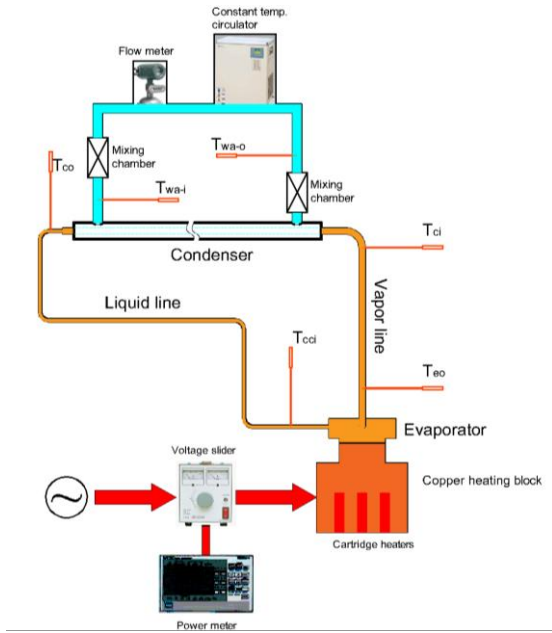 Constant temp.
circulator
Flow meter
Mixing
chamber
Twa-o
Tco
Twa-i
Mixing
chamber
Tci
Condenser
Vapor line
Liquid line
Tcci
Teo
Evaporator
Voltage slider
Copper heating block
Cartridge heaters
Power meter